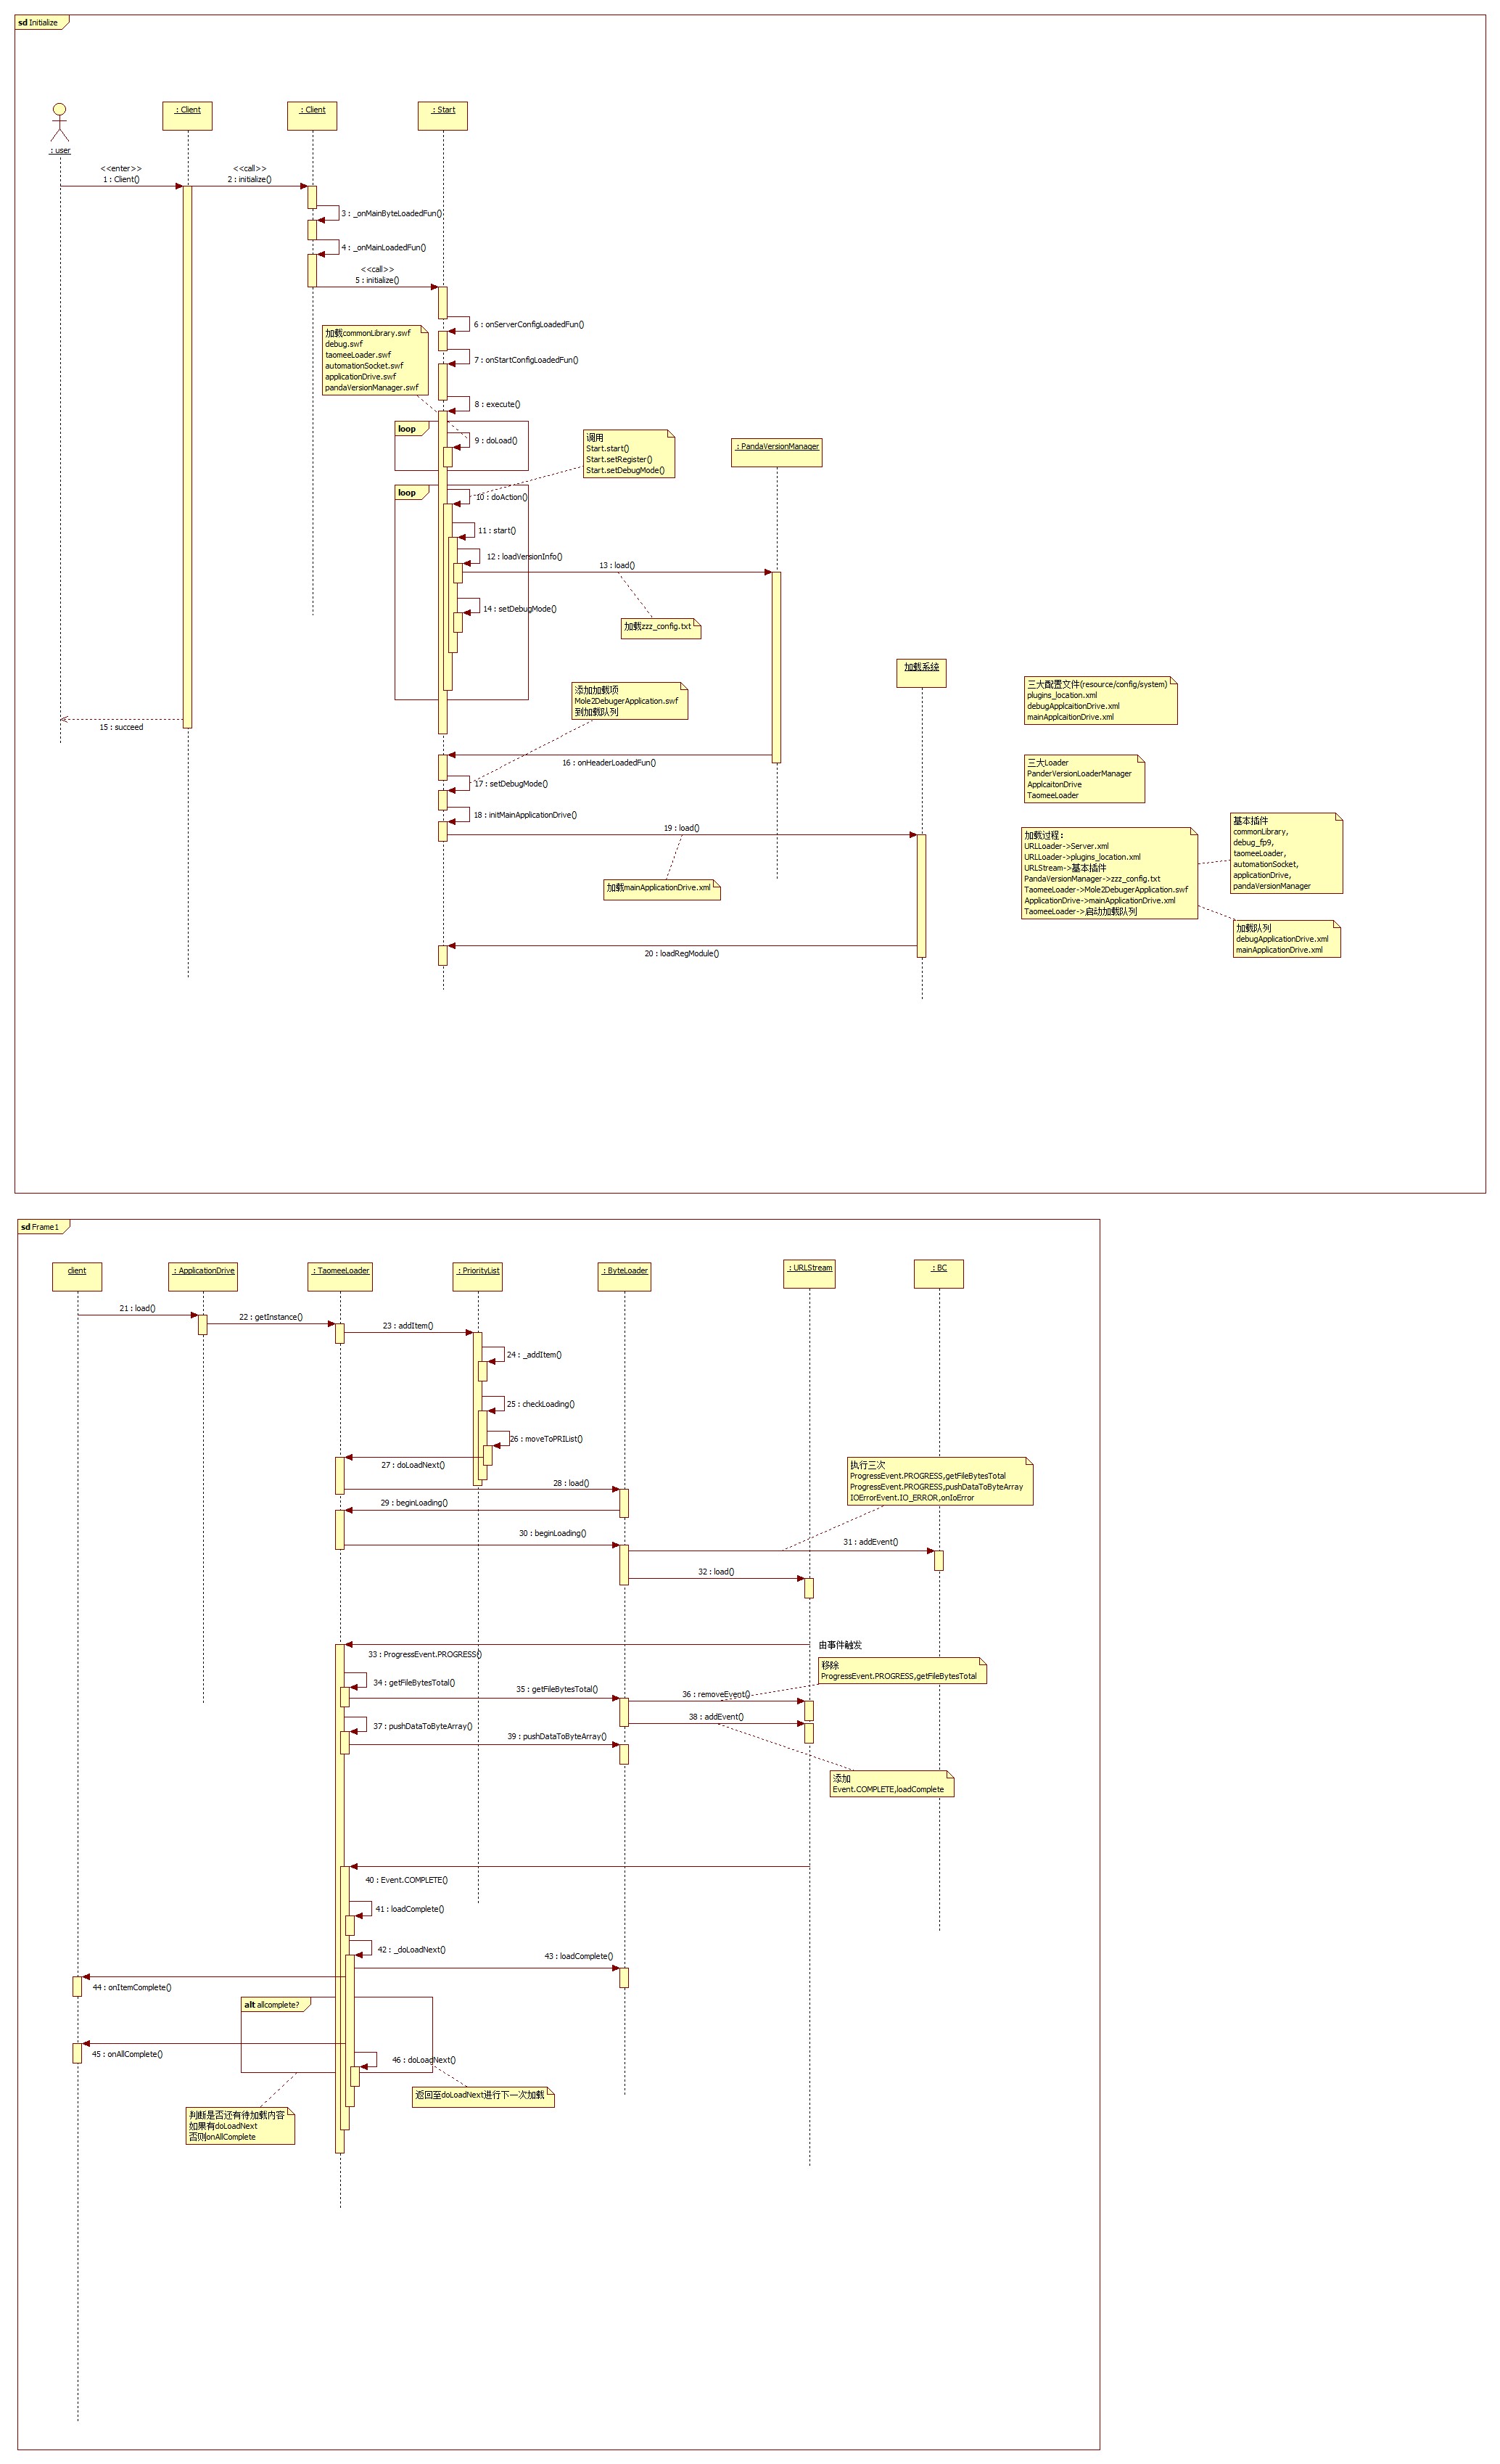 sd Initialize
: Client
: Client
: Start
: user
<<enter>>
1 : Client()
<<call>>
2 : initialize()
3 : _onMainByteLoadedFun()
4 : _onMainLoadedFun()
<<call>>
5 : initialize()
6 : onServerConfigLoadedFun()
加载commonLibrary.swf
debug.swf
taomeeLoader.swf
automationSocket.swf
applicationDrive.swf
pandaVersionManager.swf
7 : onStartConfigLoadedFun()
8 : execute()
loop
9 : doLoad()
调用
Start.start()
Start.setRegister()
Start.setDebugMode()
: PandaVersionManager
loop
10 : doAction()
11 : start()
12 : loadVersionInfo()
13 : load()
14 : setDebugMode()
加载zzz_config.txt
加载系统
添加加载项
Mole2DebugerApplication.swf
到加载队列
三大配置文件(resource/config/system)
plugins_location.xml
debugApplcaitionDrive.xml
mainApplcaitionDrive.xml
15 : succeed
16 : onHeaderLoadedFun()
三大Loader
PanderVersionLoaderManager
ApplcaitonDrive
TaomeeLoader
17 : setDebugMode()
18 : initMainApplicationDrive()
19 : load()
加载过程：
URLLoader->Server.xml
URLLoader->plugins_location.xml
URLStream->基本插件
PandaVersionManager->zzz_config.txt
TaomeeLoader->Mole2DebugerApplication.swf
ApplicationDrive->mainApplicationDrive.xml
TaomeeLoader->启动加载队列
基本插件
commonLibrary,
debug_fp9,
taomeeLoader,
automationSocket,
applicationDrive,
pandaVersionManager
加载mainApplicationDrive.xml
加载队列
debugApplicationDrive.xml
mainApplicationDrive.xml
20 : loadRegModule()
sd Frame1
client
: ApplicationDrive
: TaomeeLoader
: PriorityList
: ByteLoader
: URLStream
: BC
21 : load()
22 : getInstance()
23 : addItem()
24 : _addItem()
25 : checkLoading()
26 : moveToPRIList()
27 : doLoadNext()
28 : load()
29 : beginLoading()
执行三次
ProgressEvent.PROGRESS,getFileBytesTotal
ProgressEvent.PROGRESS,pushDataToByteArray
IOErrorEvent.IO_ERROR,onIoError
30 : beginLoading()
31 : addEvent()
32 : load()
由事件触发
33 : ProgressEvent.PROGRESS()
移除
ProgressEvent.PROGRESS,getFileBytesTotal
34 : getFileBytesTotal()
35 : getFileBytesTotal()
36 : removeEvent()
37 : pushDataToByteArray()
38 : addEvent()
39 : pushDataToByteArray()
添加
Event.COMPLETE,loadComplete
40 : Event.COMPLETE()
41 : loadComplete()
42 : _doLoadNext()
43 : loadComplete()
44 : onItemComplete()
alt allcomplete?
45 : onAllComplete()
46 : doLoadNext()
返回至doLoadNext进行下一次加载
判断是否还有待加载内容
如果有doLoadNext
否则onAllComplete